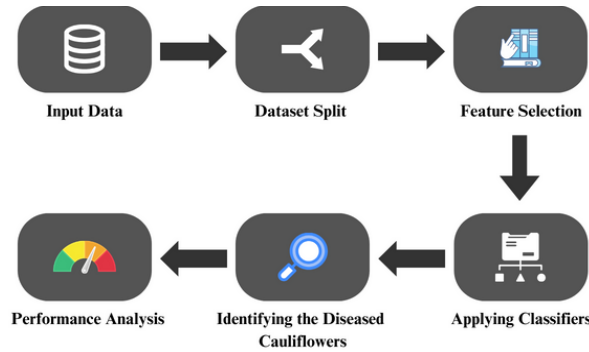 Input Data
Dataset Split
Feature Selection
Applying Classifiers
Identifying the Diseased
Cauliflowers
Performance Analysis